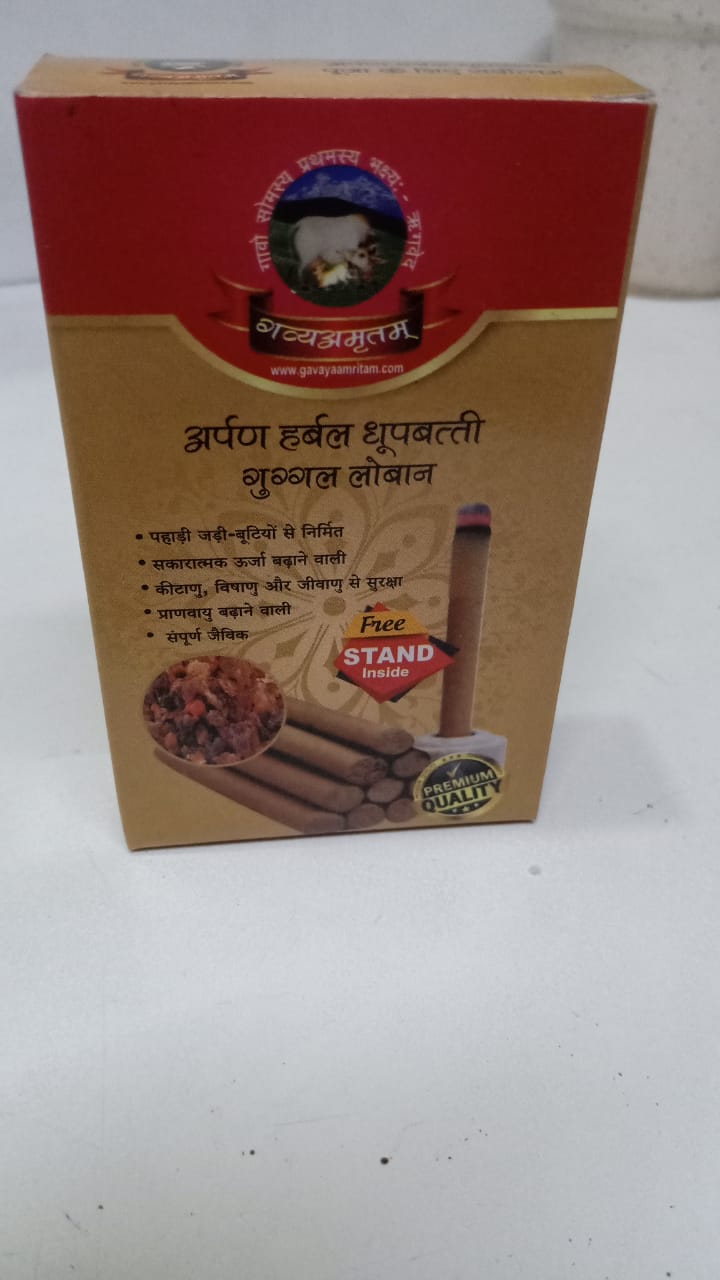 गावो सोमस्य प्रथमस्य भक्ष्यः - ऋगवेद
गव्यअमृतम्
www.gavayaamritam.com
अर्पण हर्बल धूपबत्ती
गुग्गल लोबान
• पहाड़ी जड़ी-बूटियों से निर्मित
• सकारात्मक ऊर्जा बढ़ाने वाली
• कीटाणु, विषाणु और जीवाणु से सुरक्षा
• प्राणवायु बढ़ाने वाली
• संपूर्ण जैविक
Free
STAND
Inside
PREMIUM
QUALITY